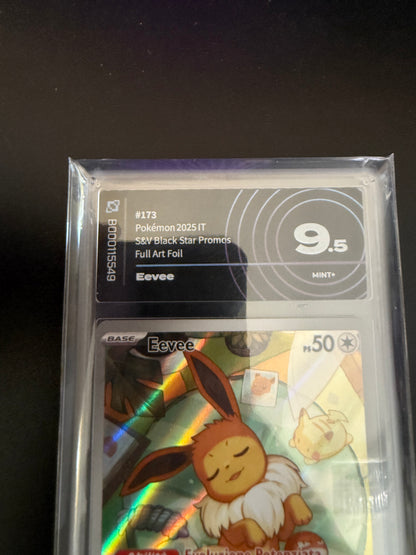 #173
Pokémon 2025 IT
S&V Black Star Promos
Full Art Foil
Eevee
9.5
MINT+
B000115549
BASE Eevee PS50
Evoluzione Potenziata